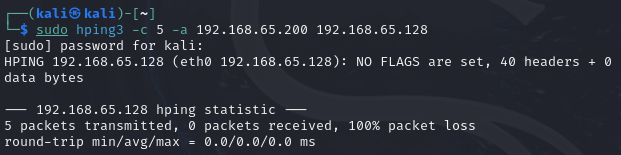 ┌──(kali㉿kali)-[~]
└─$ sudo hping3 -c 5 -a 192.168.65.200 192.168.65.128
[sudo] password for kali:
HPING 192.168.65.128 (eth0 192.168.65.128): NO FLAGS are set, 40 headers + 0
data bytes
--- 192.168.65.128 hping statistic ---
5 packets transmitted, 0 packets received, 100% packet loss
round-trip min/avg/max = 0.0/0.0/0.0 ms